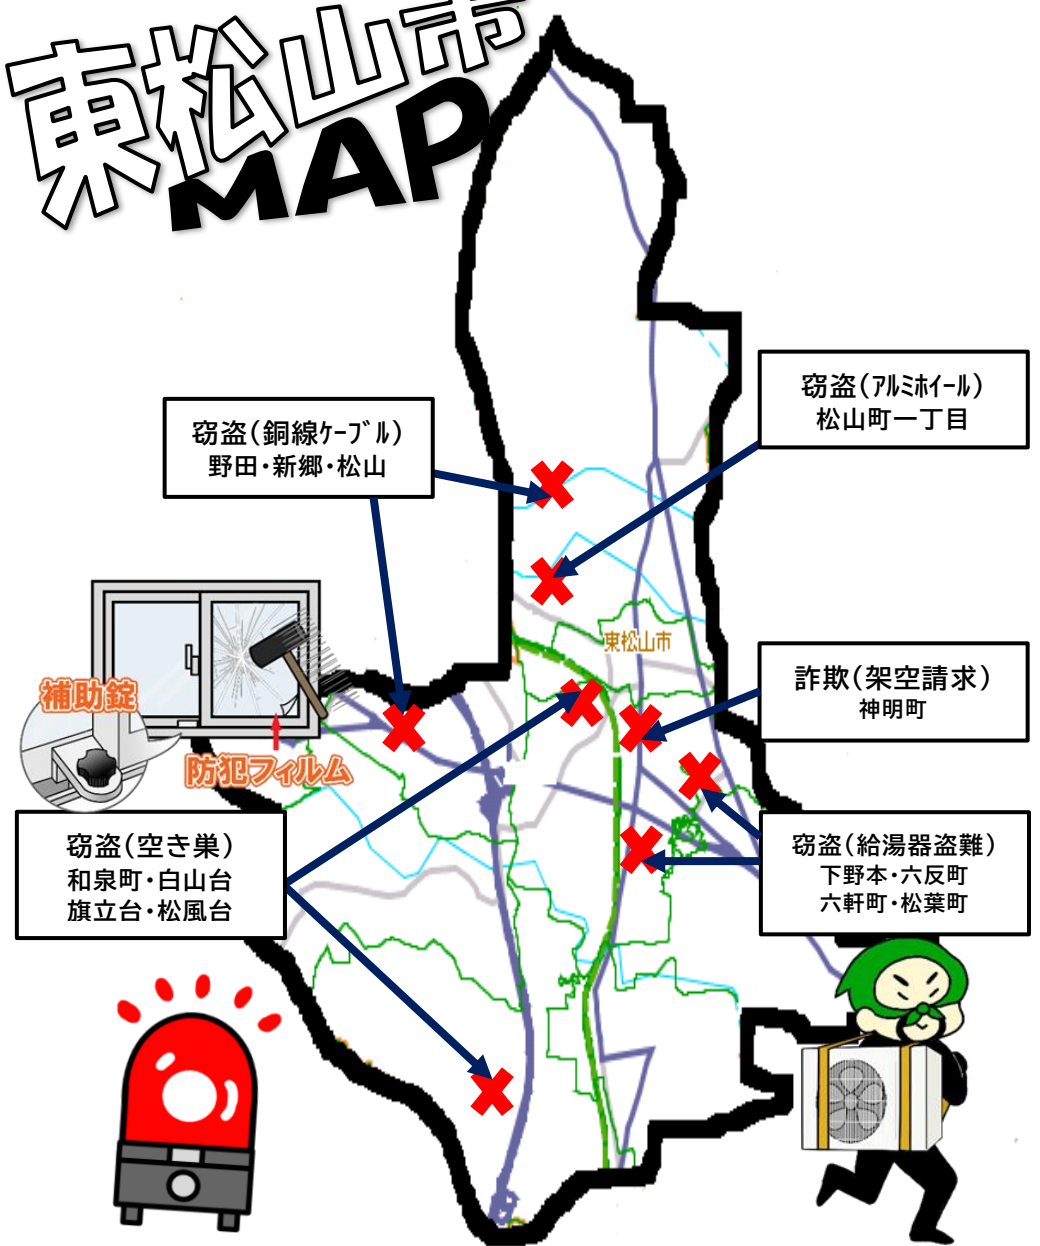 東松山市
MAP
窃盗(ｱﾙﾐﾎｲｰﾙ)
松山町一丁目
窃盗(銅線ｹｰﾌﾞﾙ)
野田・新郷・松山
東松山市
詐欺(架空請求)
神明町
補助錠
防犯フィルム
窃盗(空き巣)
和泉町・白山台
旗立台・松風台
窃盗(給湯器盗難)
下野本・六反町
六軒町・松葉町